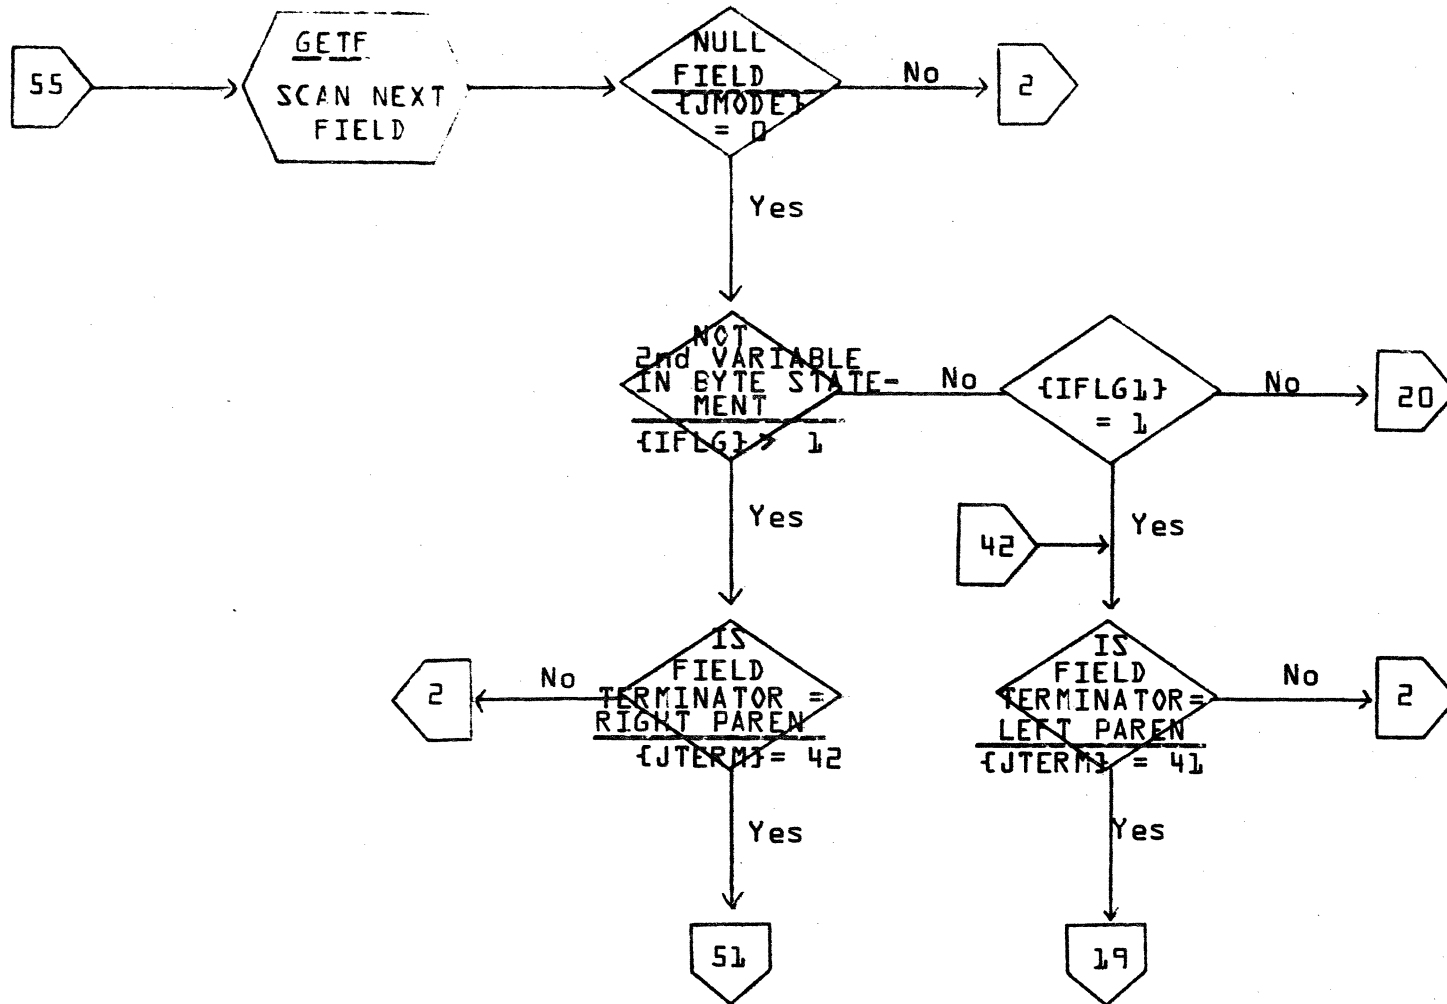 55
GETF
SCAN NEXT
FIELD
NULL
FIELD
{JMODE}
= 0
No
2
Yes
NOT
2nd VARIABLE
IN BYTE STATE-
MENT
{IFLG} > 1
No
{IFLG1}
= 1
No
20
Yes
42
Yes
IS
FIELD
TERMINATOR =
RIGHT PAREN
{JTERM} = 42
No
2
IS
FIELD
TERMINATOR=
LEFT PAREN
{JTERM} = 41
No
2
Yes
Yes
51
19